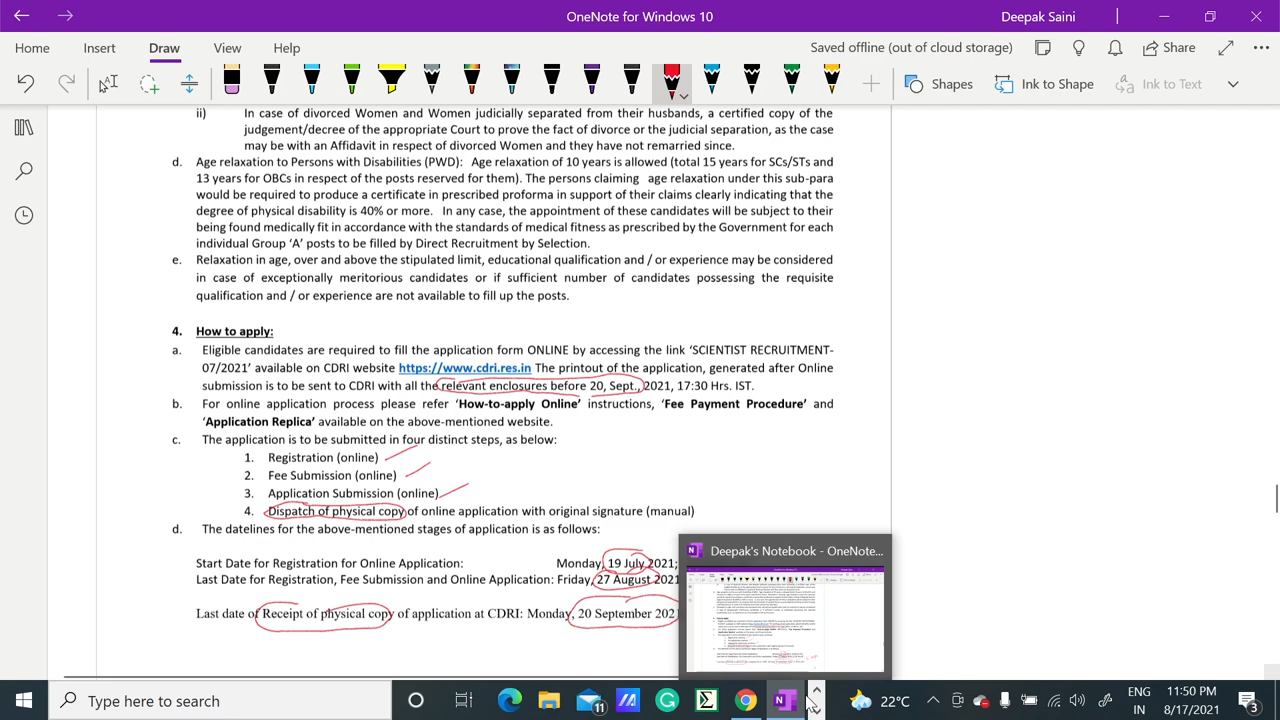 OneNote for Windows 10
Deepak Saini
Home Insert Draw View Help
Saved offline (out of cloud storage)
Share
Shapes
Ink to Shape
Ink to Text
ii) In case of divorced Women and Women judicially separated from their husbands, a certified copy of the
judgement/decree of the appropriate Court to prove the fact of divorce or the judicial separation, as the case
may be with an Affidavit in respect of divorced Women and they have not remarried since.
d. Age relaxation to Persons with Disabilities (PWD): Age relaxation of 10 years is allowed (total 15 years for SCs/STs and
13 years for OBCs in respect of the posts reserved for them). The persons claiming age relaxation under this sub-para
would be required to produce a certificate in prescribed proforma in support of their claims clearly indicating that the
degree of physical disability is 40% or more. In any case, the appointment of these candidates will be subject to their
being found medically fit in accordance with the standards of medical fitness as prescribed by the Government for each
individual Group ‘A’ posts to be filled by Direct Recruitment by Selection.
e. Relaxation in age, over and above the stipulated limit, educational qualification and / or experience may be considered
in case of exceptionally meritorious candidates or if sufficient number of candidates possessing the requisite
qualification and / or experience are not available to fill up the posts.
4. How to apply:
a. Eligible candidates are required to fill the application form ONLINE by accessing the link ‘SCIENTIST RECRUITMENT-
07/2021’ available on CDRI website https://www.cdri.res.in The printout of the application, generated after Online
submission is to be sent to CDRI with all the relevant enclosures before 20, Sept., 2021, 17:30 Hrs. IST.
b. For online application process please refer ‘How-to-apply Online’ instructions, ‘Fee Payment Procedure’ and
‘Application Replica’ available on the above-mentioned website.
c. The application is to be submitted in four distinct steps, as below:
1. Registration (online)
2. Fee Submission (online)
3. Application Submission (online)
4. Dispatch of physical copy of online application with original signature (manual)
d. The datelines for the above-mentioned stages of application is as follows:
Start Date for Registration for Online Application: Monday, 19 July 2021;
Last Date for Registration, Fee Submission and Online Application: Friday, 27 August 2021
Last date of Receipt of physical copy of application at CDRI: Monday, 20 September 202
Deepak's Notebook - OneNote...
Type here to search
11
22°C
ENG
IN
11:50 PM
8/17/2021
3